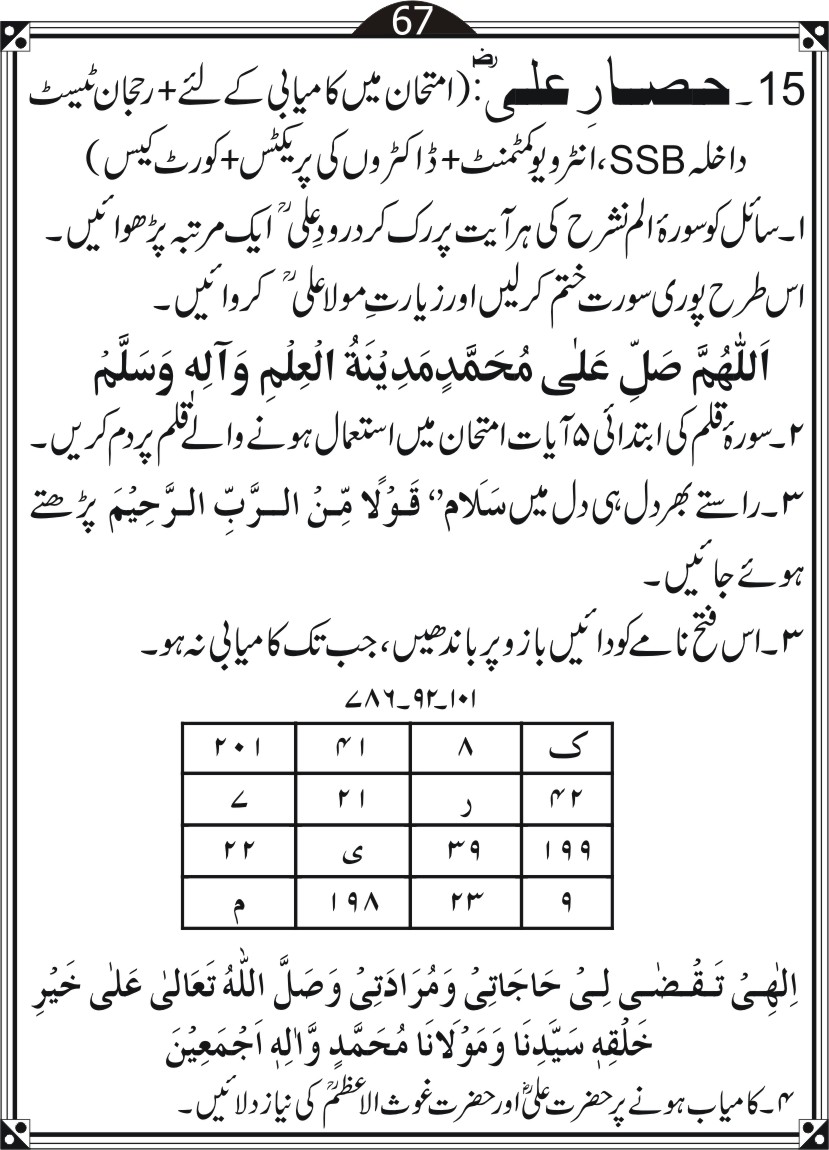 67
15۔ حصارِ علیؓ: (امتحان میں کامیابی کے لئے + رحجان ٹیسٹ
داخلہ SSB، انٹرویو کمٹمنٹ + ڈاکٹروں کی پریکٹس + کورٹ کیس)
۱۔ سائل کو سورۂ الم نشرح کی ہر آیت پر رک کر درودِ علیؒ ایک مرتبہ پڑھوائیں۔
اس طرح پوری سورت ختم کر لیں اور زیارتِ مولا علیؒ کروائیں۔
اَللّٰهُمَّ صَلِّ عَلٰى مُحَمَّدٍ مَدِيْنَةُ الْعِلْمِ وَآلِهٖ وَسَلَّمْ
۲۔ سورۂ قلم کی ابتدائی ۵ آیات امتحان میں استعمال ہونے والے قلم پر دم کریں۔
۳۔ راستے بھر دل ہی دل میں سَلَام’‘ قَوْلًا مِّنْ الرَّبِّ الرَّحِيْمَ پڑھتے
ہوئے جائیں۔
۳۔ اس فتح نامے کو دائیں بازو پر باندھیں، جب تک کامیابی نہ ہو۔
۷۸۶۔۹۲۔۱۰۱
ک ۸ ۴۱ ۲۰۱
۴۲ ر ۲۱ ے
۱۹۹ ۳۹ ی ۲۲
۹ ۲۳ ۱۹۸ م
اِلٰهِىْ تَقْضٰى لِىْ حَاجَاتِىْ وَمُرَادَتِىْ وَصَلَّ اللّٰهُ تَعَالىٰ عَلٰى خَيْرِ
خَلْقِهٖ سَيِّدِنَا وَمَوْلَانَا مُحَمَّدٍ وَّاٰلِهٖ اَجْمَعِيْنَ
۴۔ کامیاب ہونے پر حضرت علیؓ اور حضرت غوث الاعظمؒ کی نیاز دلائیں۔